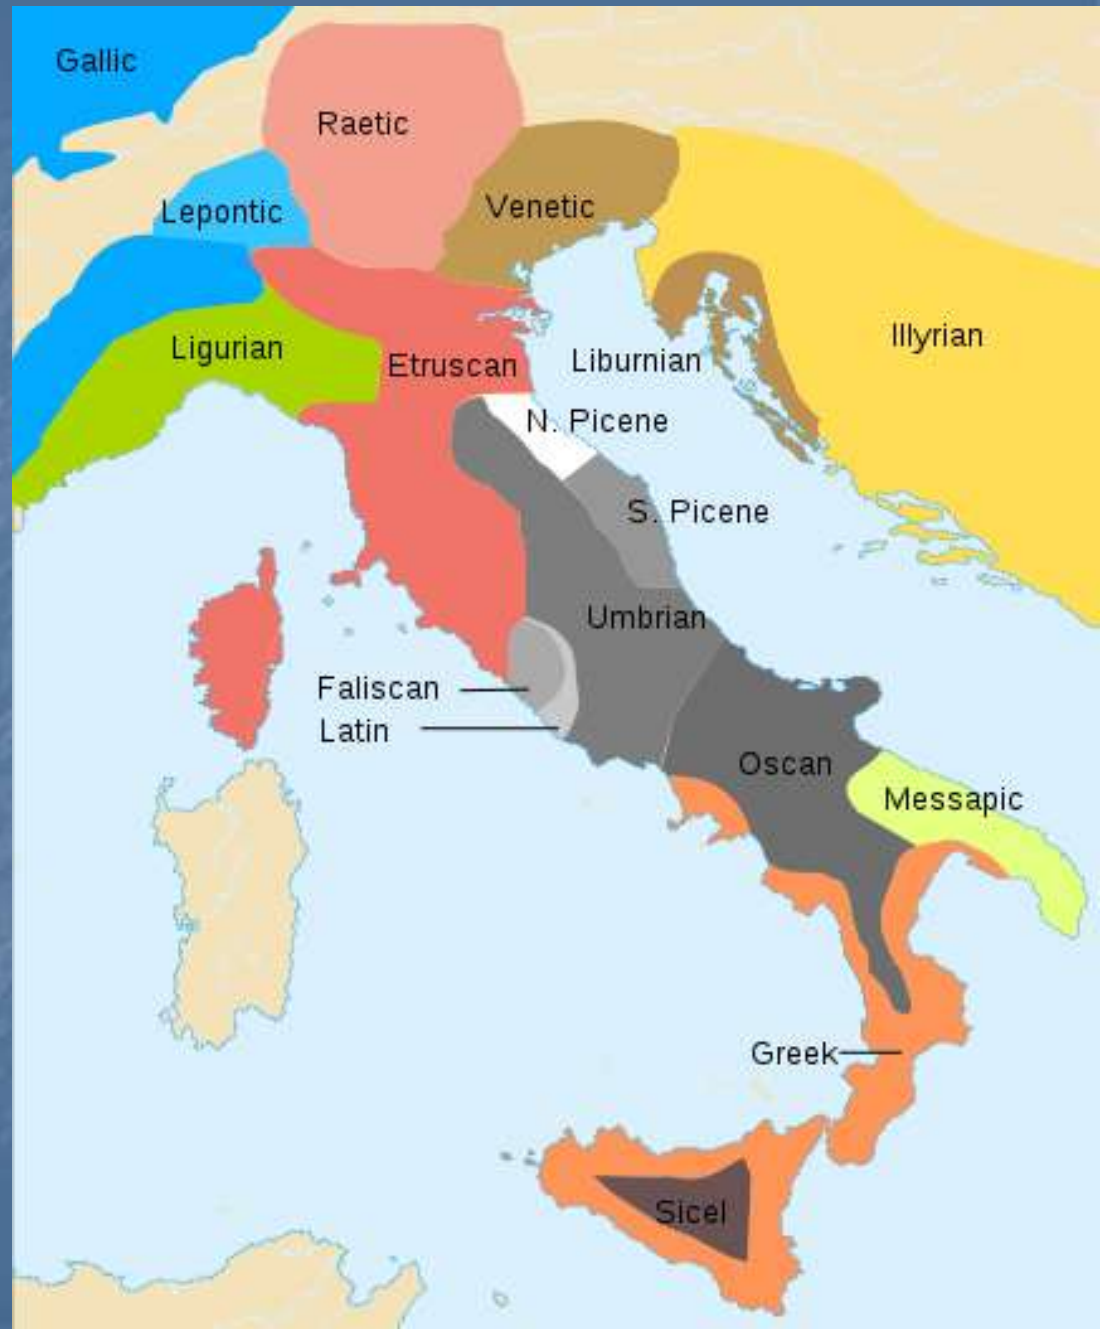 Gallic
Raetic
Lepontic
Venetic
Illyrian
Ligurian
Etruscan
Liburnian
N. Picene
S. Picene
Umbrian
Faliscan
Latin
Oscan
Messapic
Greek
Sicel